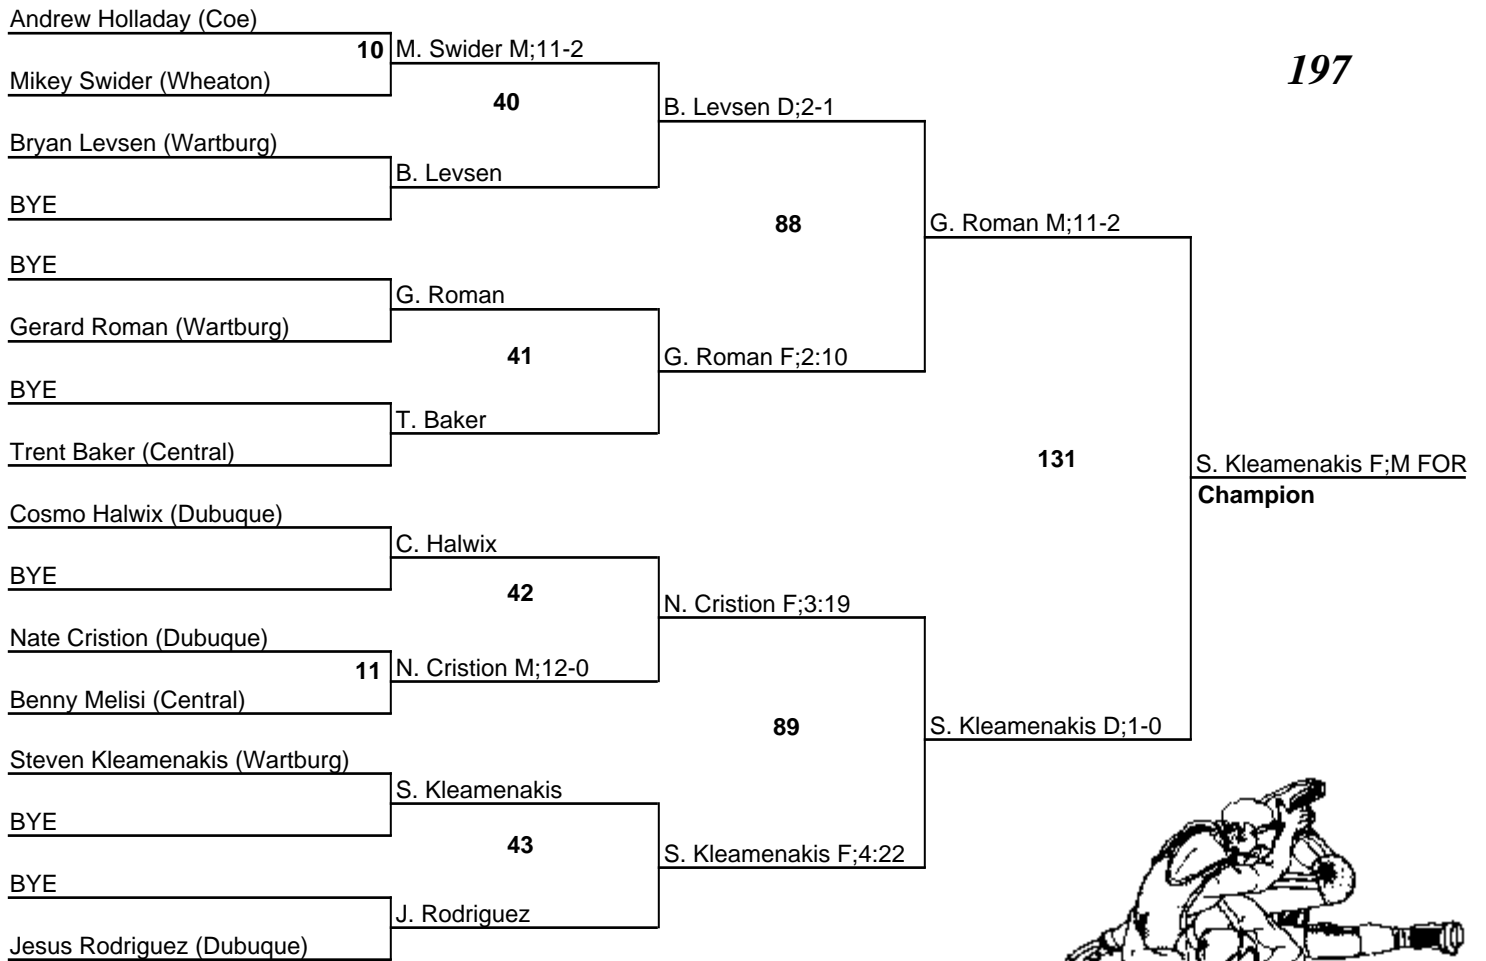 Andrew Holladay (Coe)
10 M. Swider M;11-2
Mikey Swider (Wheaton)
197
40
B. Levsen D;2-1
Bryan Levsen (Wartburg)
B. Levsen
BYE
88
G. Roman M;11-2
BYE
G. Roman
Gerard Roman (Wartburg)
41
G. Roman F;2:10
BYE
T. Baker
Trent Baker (Central)
131
S. Kleamenakis F;M FOR
Champion
Cosmo Halwix (Dubuque)
C. Halwix
BYE
42
N. Cristion F;3:19
Nate Cristion (Dubuque)
11 N. Cristion M;12-0
Benny Melisi (Central)
89
S. Kleamenakis D;1-0
Steven Kleamenakis (Wartburg)
S. Kleamenakis
BYE
43
S. Kleamenakis F;4:22
BYE
J. Rodriguez
Jesus Rodriguez (Dubuque)